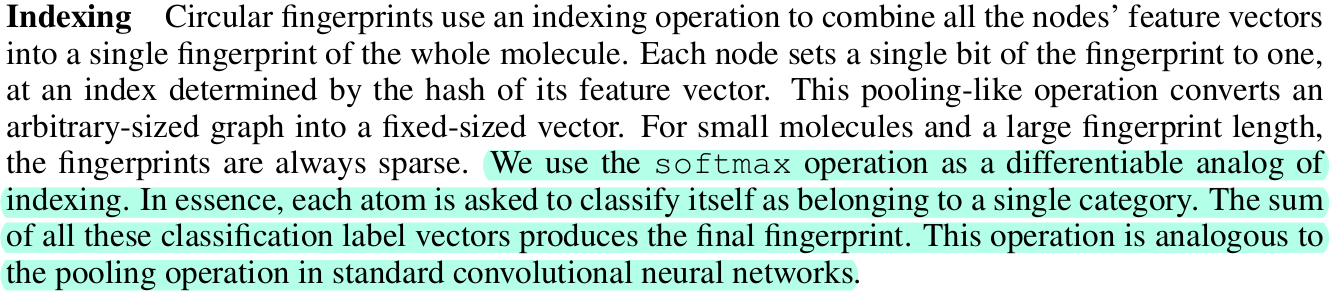 Indexing Circular fingerprints use an indexing operation to combine all the nodes’ feature vectors
into a single fingerprint of the whole molecule. Each node sets a single bit of the fingerprint to one,
at an index determined by the hash of its feature vector. This pooling-like operation converts an
arbitrary-sized graph into a fixed-sized vector. For small molecules and a large fingerprint length,
the fingerprints are always sparse. We use the softmax operation as a differentiable analog of
indexing. In essence, each atom is asked to classify itself as belonging to a single category. The sum
of all these classification label vectors produces the final fingerprint. This operation is analogous to
the pooling operation in standard convolutional neural networks.